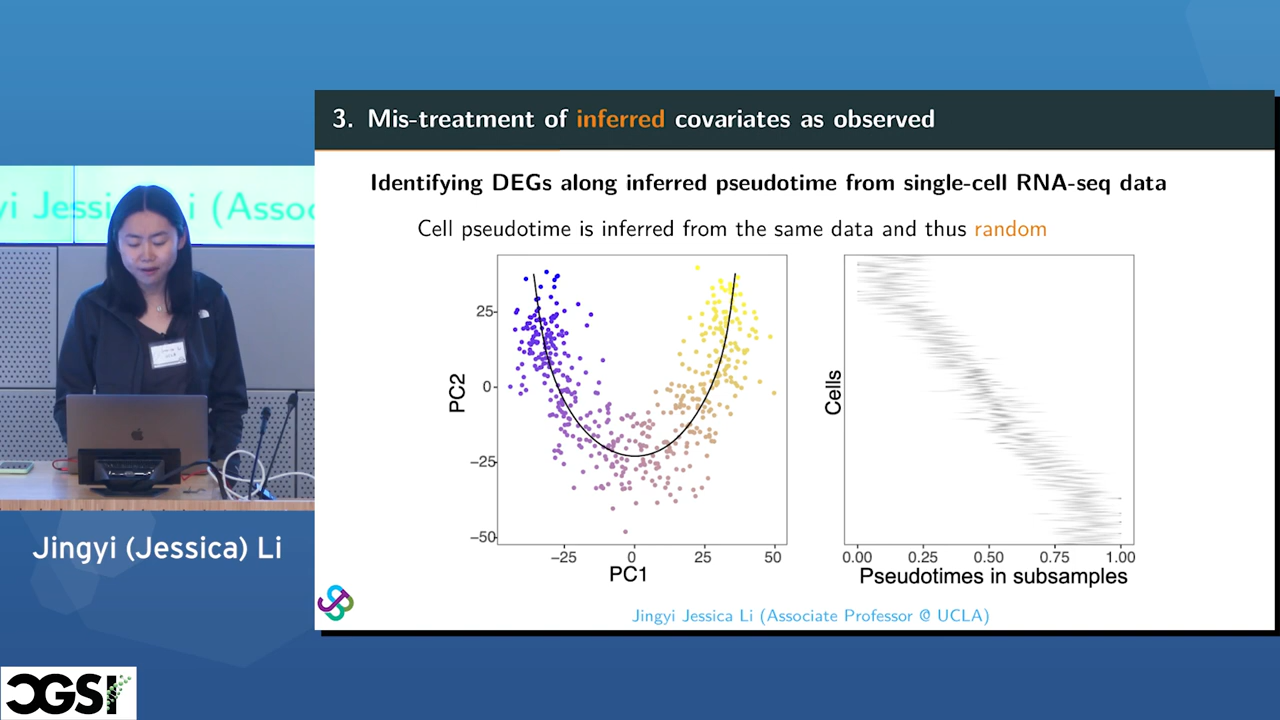 3. Mis-treatment of inferred covariates as observed
Identifying DEGs along inferred pseudotime from single-cell RNA-seq data
Cell pseudotime is inferred from the same data and thus random
PC2
25
0
−25
−50
−25
0
25
50
PC1
Cells
0.00
0.25
0.50
0.75
1.00
Pseudotimes in subsamples
Jingyi Jessica Li (Associate Professor @ UCLA)
yi Jessi
i (Assoc
Jingyi (Jessica) Li
CGSI